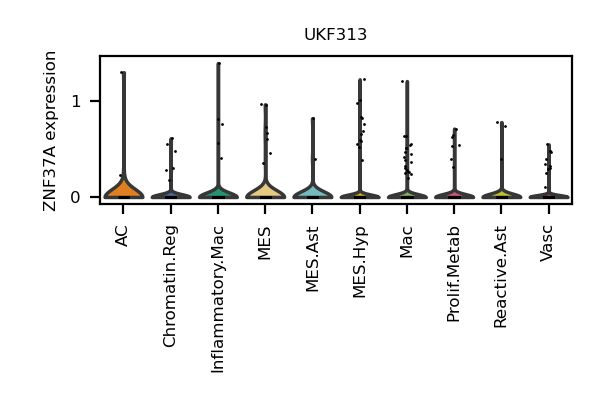 UKF313
ZNF37A expression
1
0
AC
Chromatin.Reg
Inflammatory.Mac
MES
MES.Ast
MES.Hyp
Mac
Prolif.Metab
Reactive.Ast
Vasc